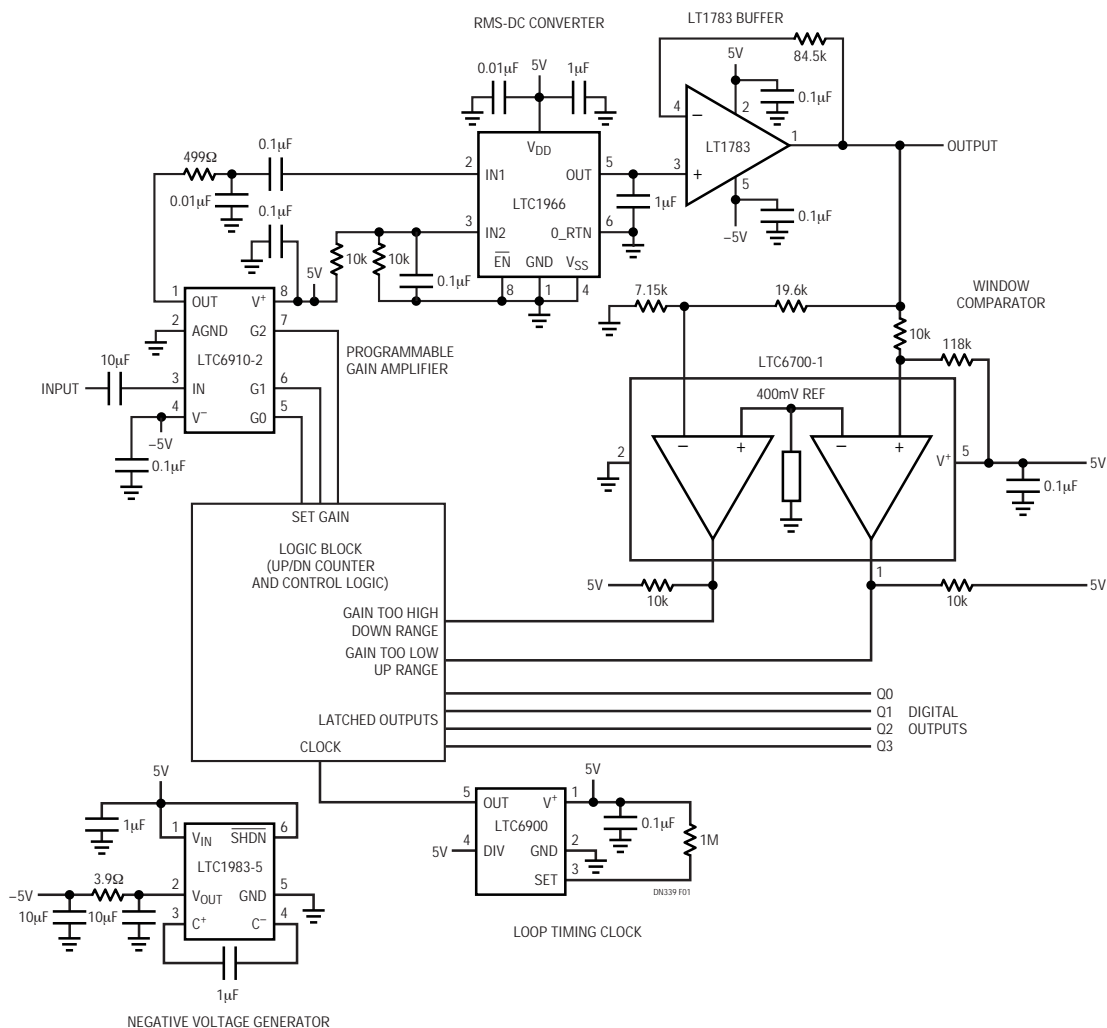 RMS-DC CONVERTER
LT1783 BUFFER
84.5k
5V
0.01µF
5V
1µF
0.1µF
4
−
2
LT1783
1
OUTPUT
3
+
5
0.1µF
−5V
499Ω
0.1µF
0.01µF
0.1µF
VDD
2
IN1
OUT
5
LTC1966
1µF
3
IN2
0_RTN
6
EN
GND
VSS
8
1
4
10k
10k
0.1µF
5V
1
OUT
V+
8
2
AGND
G2
7
LTC6910-2
PROGRAMMABLE
GAIN AMPLIFIER
10µF
INPUT
3
IN
G1
6
4
V−
G0
5
−5V
0.1µF
7.15k
19.6k
WINDOW
COMPARATOR
10k
118k
LTC6700-1
400mV REF
−
+
−
+
2
V+
5
5V
0.1µF
1
5V
10k
10k
5V
SET GAIN
LOGIC BLOCK
(UP/DN COUNTER
AND CONTROL LOGIC)
GAIN TOO HIGH
DOWN RANGE
GAIN TOO LOW
UP RANGE
LATCHED OUTPUTS
CLOCK
Q0
Q1
Q2
Q3
DIGITAL
OUTPUTS
5V
5
OUT
V+
1
LTC6900
0.1µF
1M
5V
4
DIV
GND
2
SET
3
DN339 F01
LOOP TIMING CLOCK
5V
1µF
1
VIN
SHDN
6
LTC1983-5
−5V
3.9Ω
2
VOUT
GND
5
10µF
10µF
3
C+
C−
4
1µF
NEGATIVE VOLTAGE GENERATOR